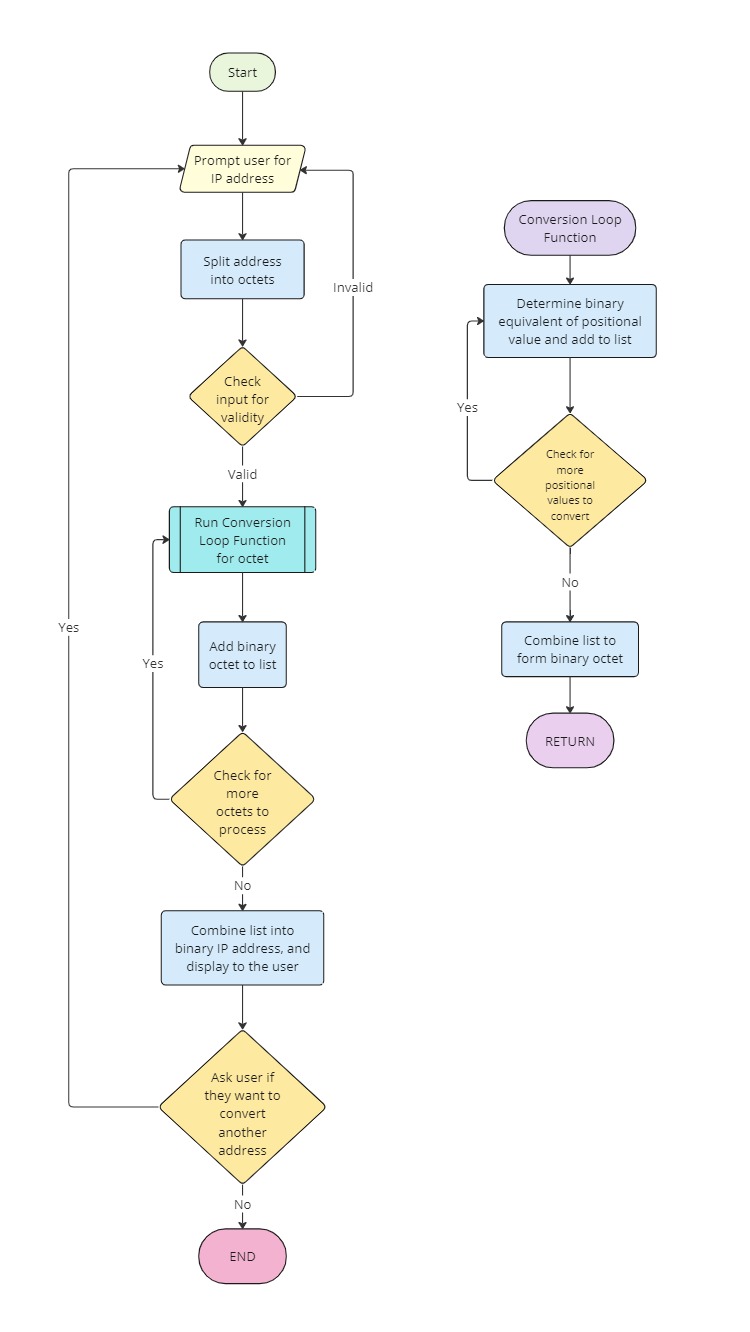 Start
Prompt user for
IP address
Split address
into octets
Invalid
Check
input for
validity
Valid
Run Conversion
Loop Function
for octet
Yes
Add binary
octet to list
Yes
Check for
more
octets to
process
No
Combine list into
binary IP address, and
display to the user
Ask user if
they want to
convert
another
address
No
END
Conversion Loop
Function
Determine binary
equivalent of positional
value and add to list
Yes
Check for
more
positional
values to
convert
No
Combine list to
form binary octet
RETURN